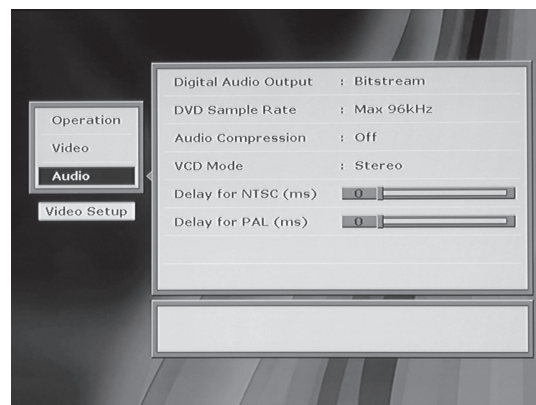 Operation
Video
Audio
Video Setup
Digital Audio Output : Bitstream
DVD Sample Rate : Max 96kHz
Audio Compression : Off
VCD Mode : Stereo
Delay for NTSC (ms) 0
Delay for PAL (ms) 0